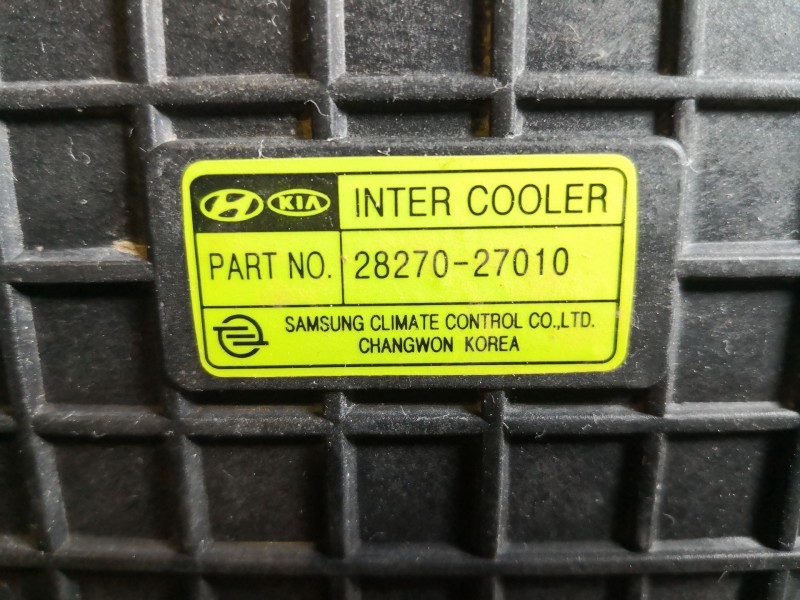 KIA INTER COOLER
PART NO. 28270-27010
SAMSUNG CLIMATE CONTROL CO.,LTD.
CHANGWON KOREA